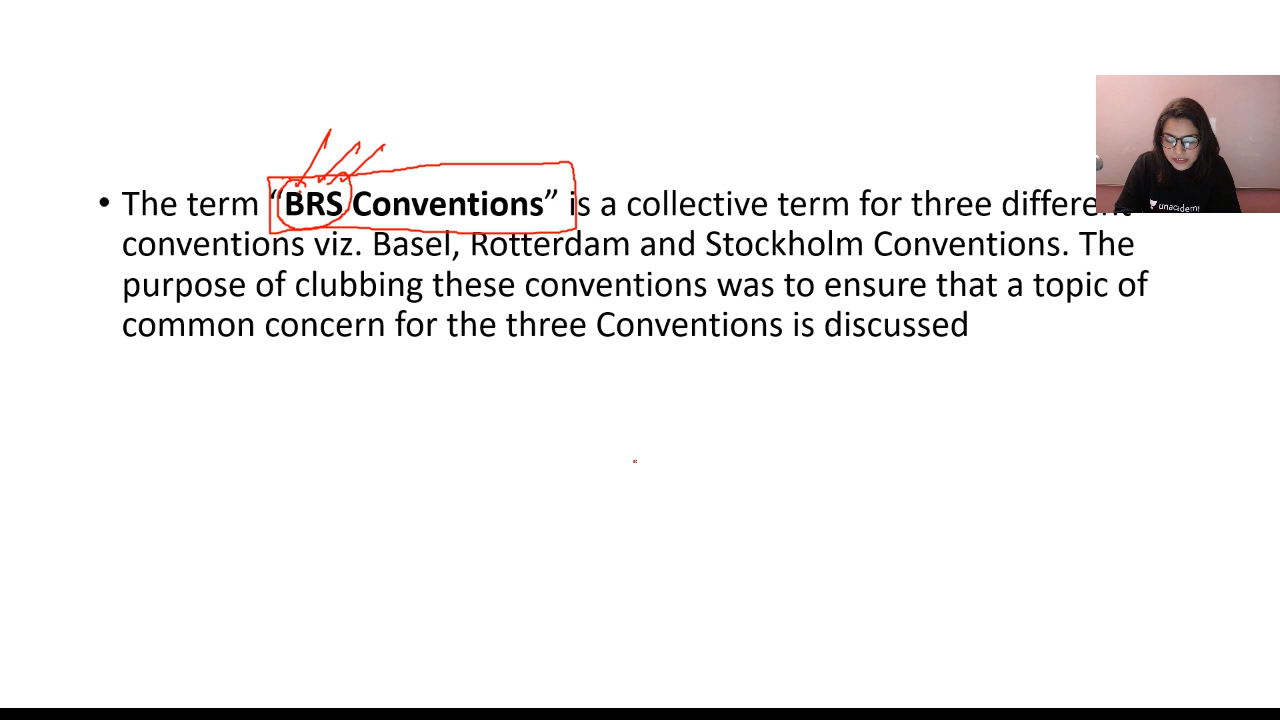 • The term “BRS Conventions” is a collective term for three different
conventions viz. Basel, Rotterdam and Stockholm Conventions. The
purpose of clubbing these conventions was to ensure that a topic of
common concern for the three Conventions is discussed
unacademy